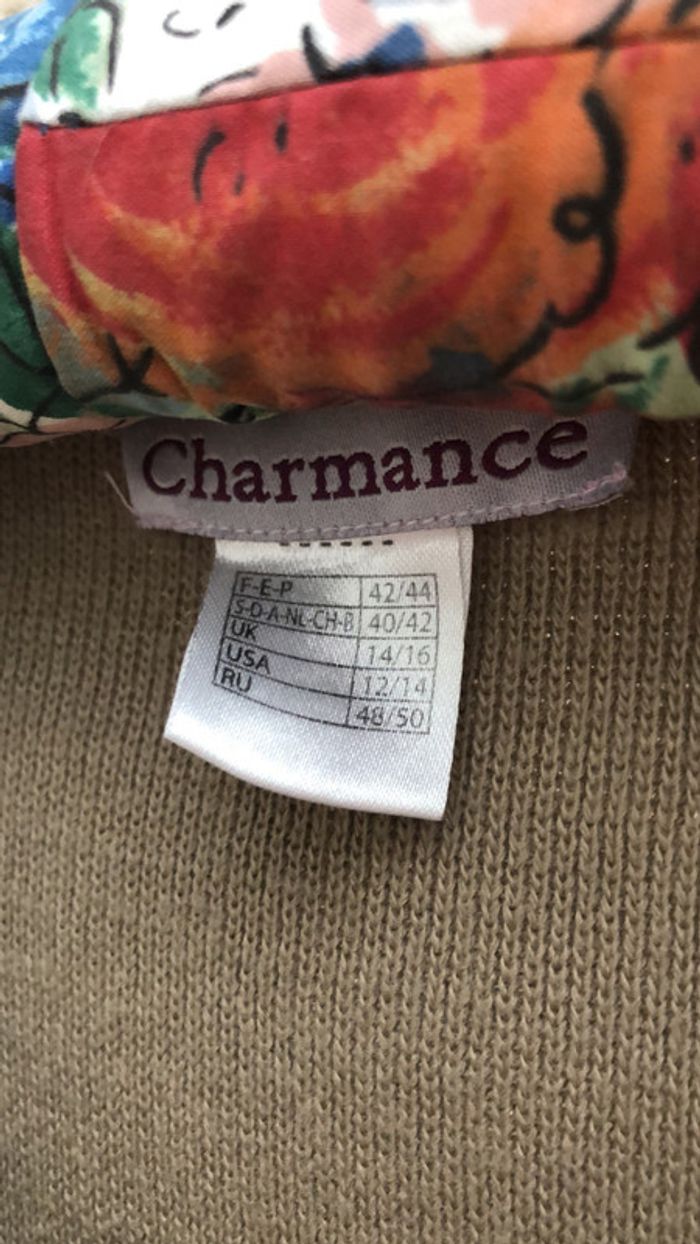 Charmance
F-E-P 42/44
S-D-A-NL-CH-B 40/42
UK 14/16
USA 12/14
RU 48/50